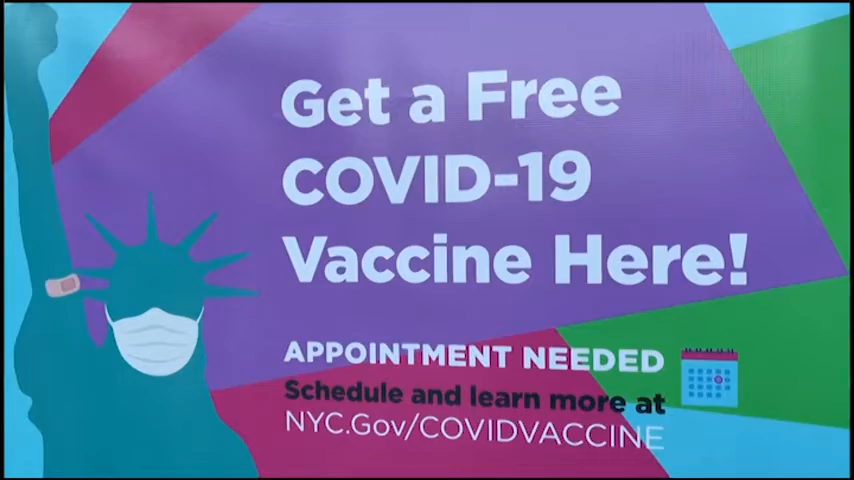 Get a Free
COVID-19
Vaccine Here!
APPOINTMENT NEEDED
Schedule and learn more at
NYC.Gov/COVIDVACCINE